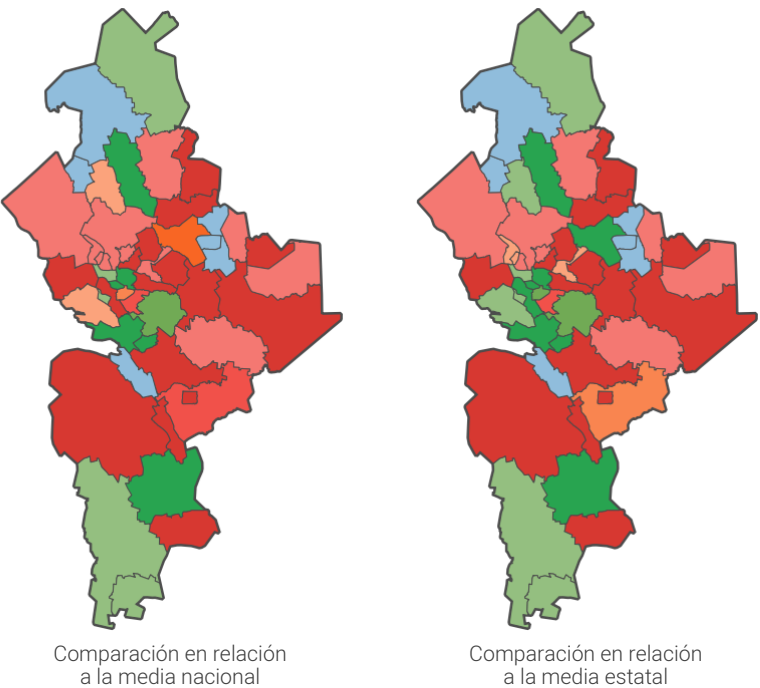 Comparación en relación
a la media nacional
Comparación en relación
a la media estatal